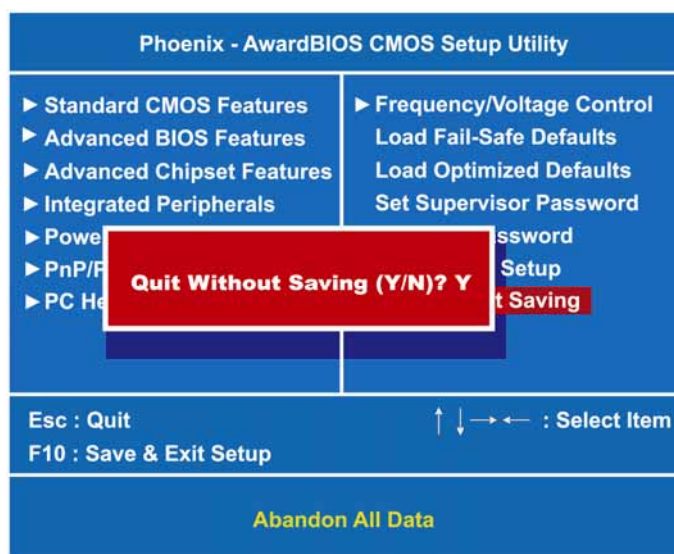 Phoenix - AwardBIOS CMOS Setup Utility
► Standard CMOS Features
► Advanced BIOS Features
► Advanced Chipset Features
► Integrated Peripherals
► Powe
► PnP/P
► PC He
► Frequency/Voltage Control
Load Fail-Safe Defaults
Load Optimized Defaults
Set Supervisor Password
assword
Setup
t Saving
Quit Without Saving (Y/N)? Y
Esc : Quit
F10 : Save & Exit Setup
↑ ↓ → ← : Select Item
Abandon All Data